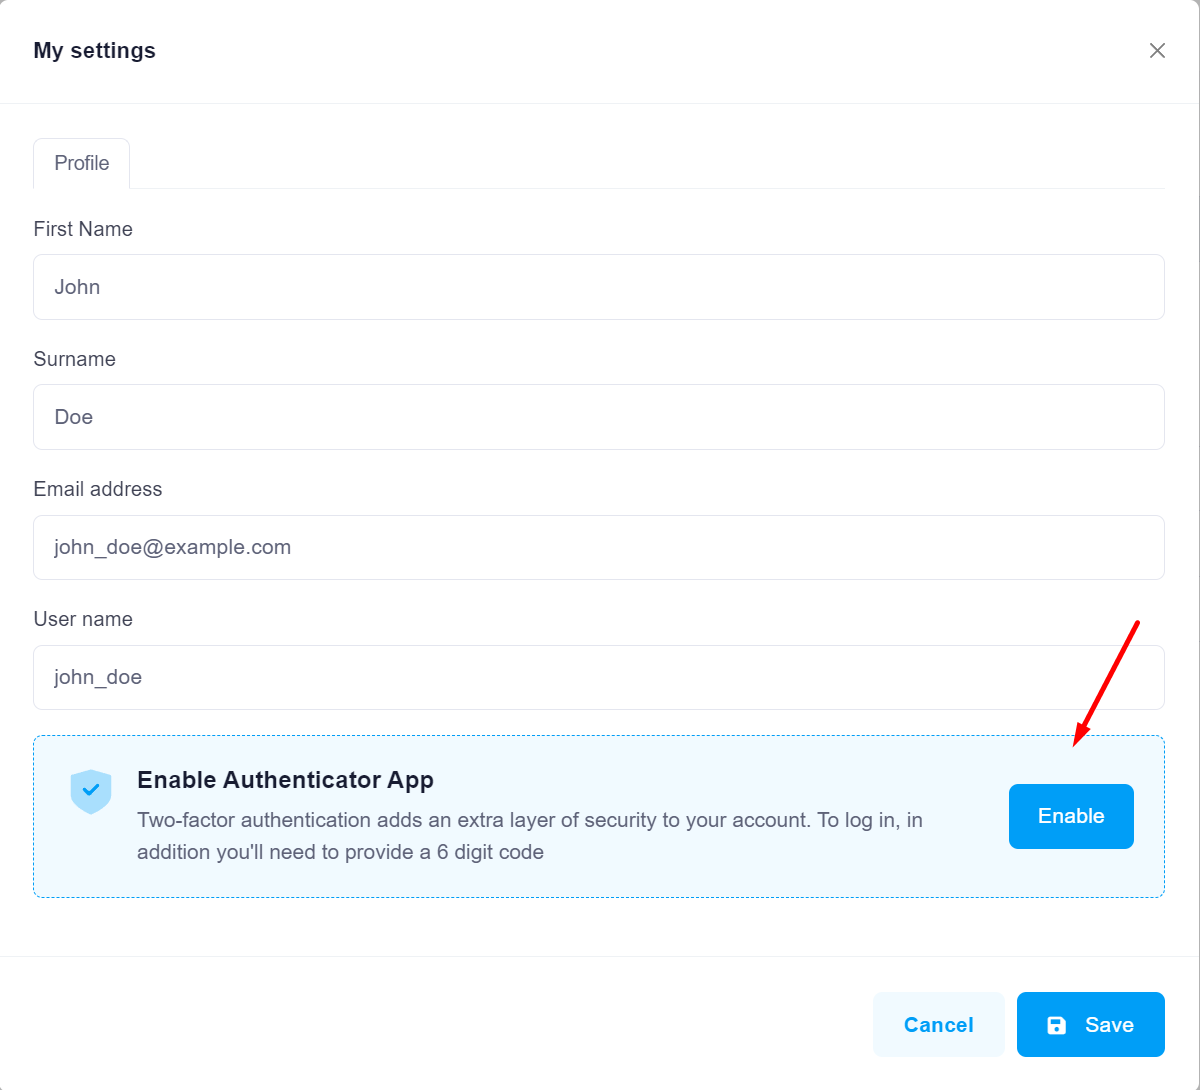 My settings
Profile
First Name
John
Surname
Doe
Email address
john_doe@example.com
User name
john_doe
Enable Authenticator App
Two-factor authentication adds an extra layer of security to your account. To log in, in
addition you'll need to provide a 6 digit code
Enable
Cancel
Save